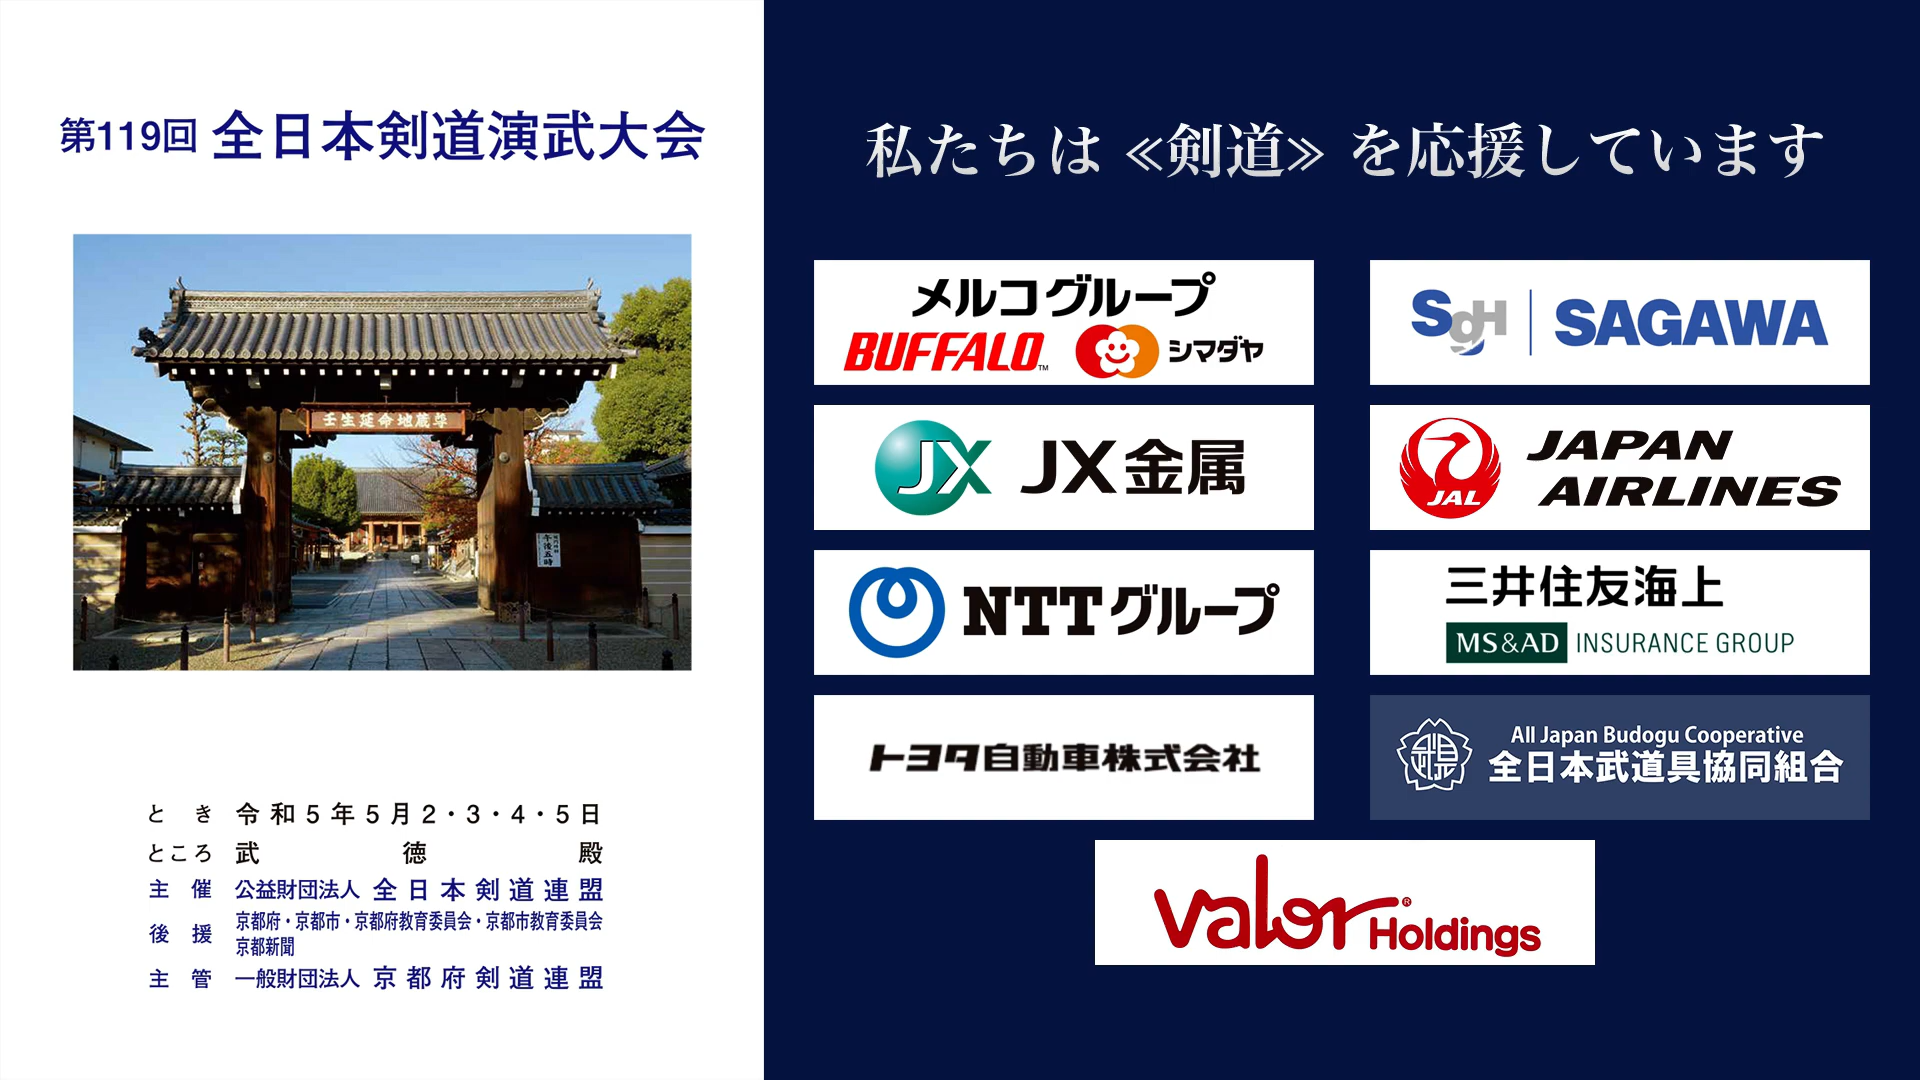 第119回 全日本剣道演武大会
壬生延命地蔵尊
午後五時
とき 令和5年5月2・3・4・5日
ところ 武徳殿
主催 公益財団法人 全日本剣道連盟
後援 京都府・京都市・京都府教育委員会・京都市教育委員会
京都新聞
主管 一般財団法人 京都府剣道連盟
私たちは ≪剣道≫ を応援しています
メルコグループ
BUFFALO™ シマダヤ
SGH SAGAWA
JX JX金属
JAL JAPAN AIRLINES
NTTグループ
三井住友海上
MS&AD INSURANCE GROUP
トヨタ自動車株式会社
All Japan Budogu Cooperative
全日本武道具協同組合
valor® Holdings